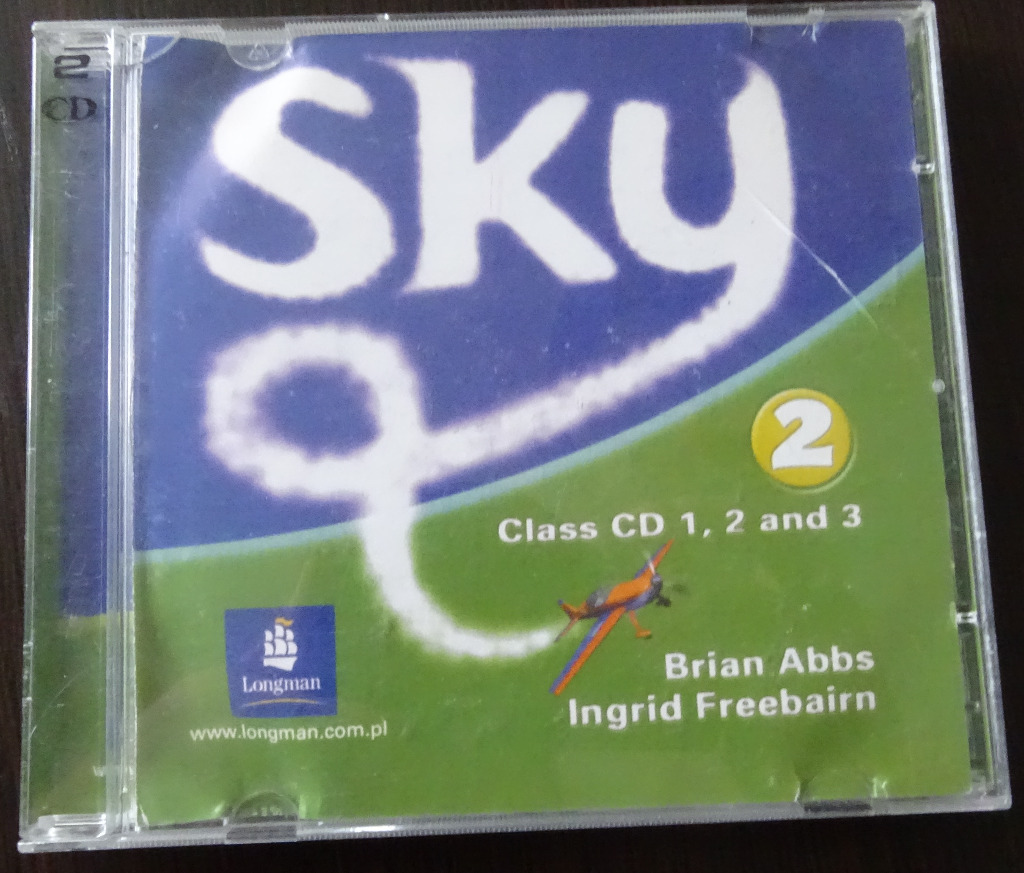 2
CD
Sky
2
Class CD 1, 2 and 3
Brian Abbs
Ingrid Freebairn
Longman
www.longman.com.pl